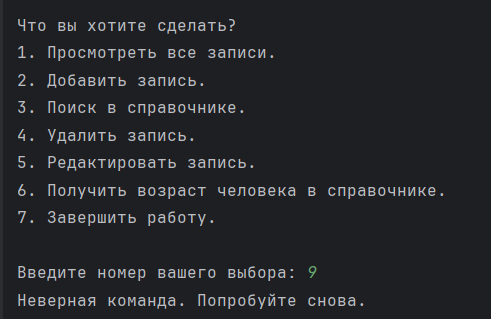 Что вы хотите сделать?
1. Просмотреть все записи.
2. Добавить запись.
3. Поиск в справочнике.
4. Удалить запись.
5. Редактировать запись.
6. Получить возраст человека в справочнике.
7. Завершить работу.
Введите номер вашего выбора: 9
Неверная команда. Попробуйте снова.